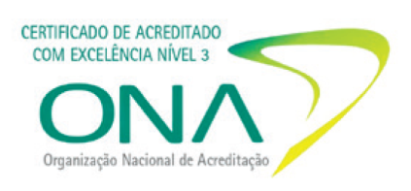 CERTIFICADO DE ACREDITADO
COM EXCELÊNCIA NÍVEL 3
ONA
Organização Nacional de Acreditação